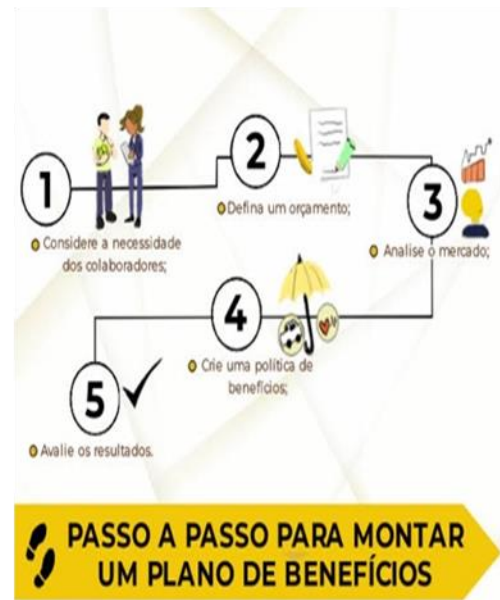 1
Considere a necessidade
dos colaboradores;
2
Defina um orçamento;
3
Analise o mercado;
4
Crie uma política de
benefícios;
5
Avalie os resultados.
PASSO A PASSO PARA MONTAR
UM PLANO DE BENEFÍCIOS